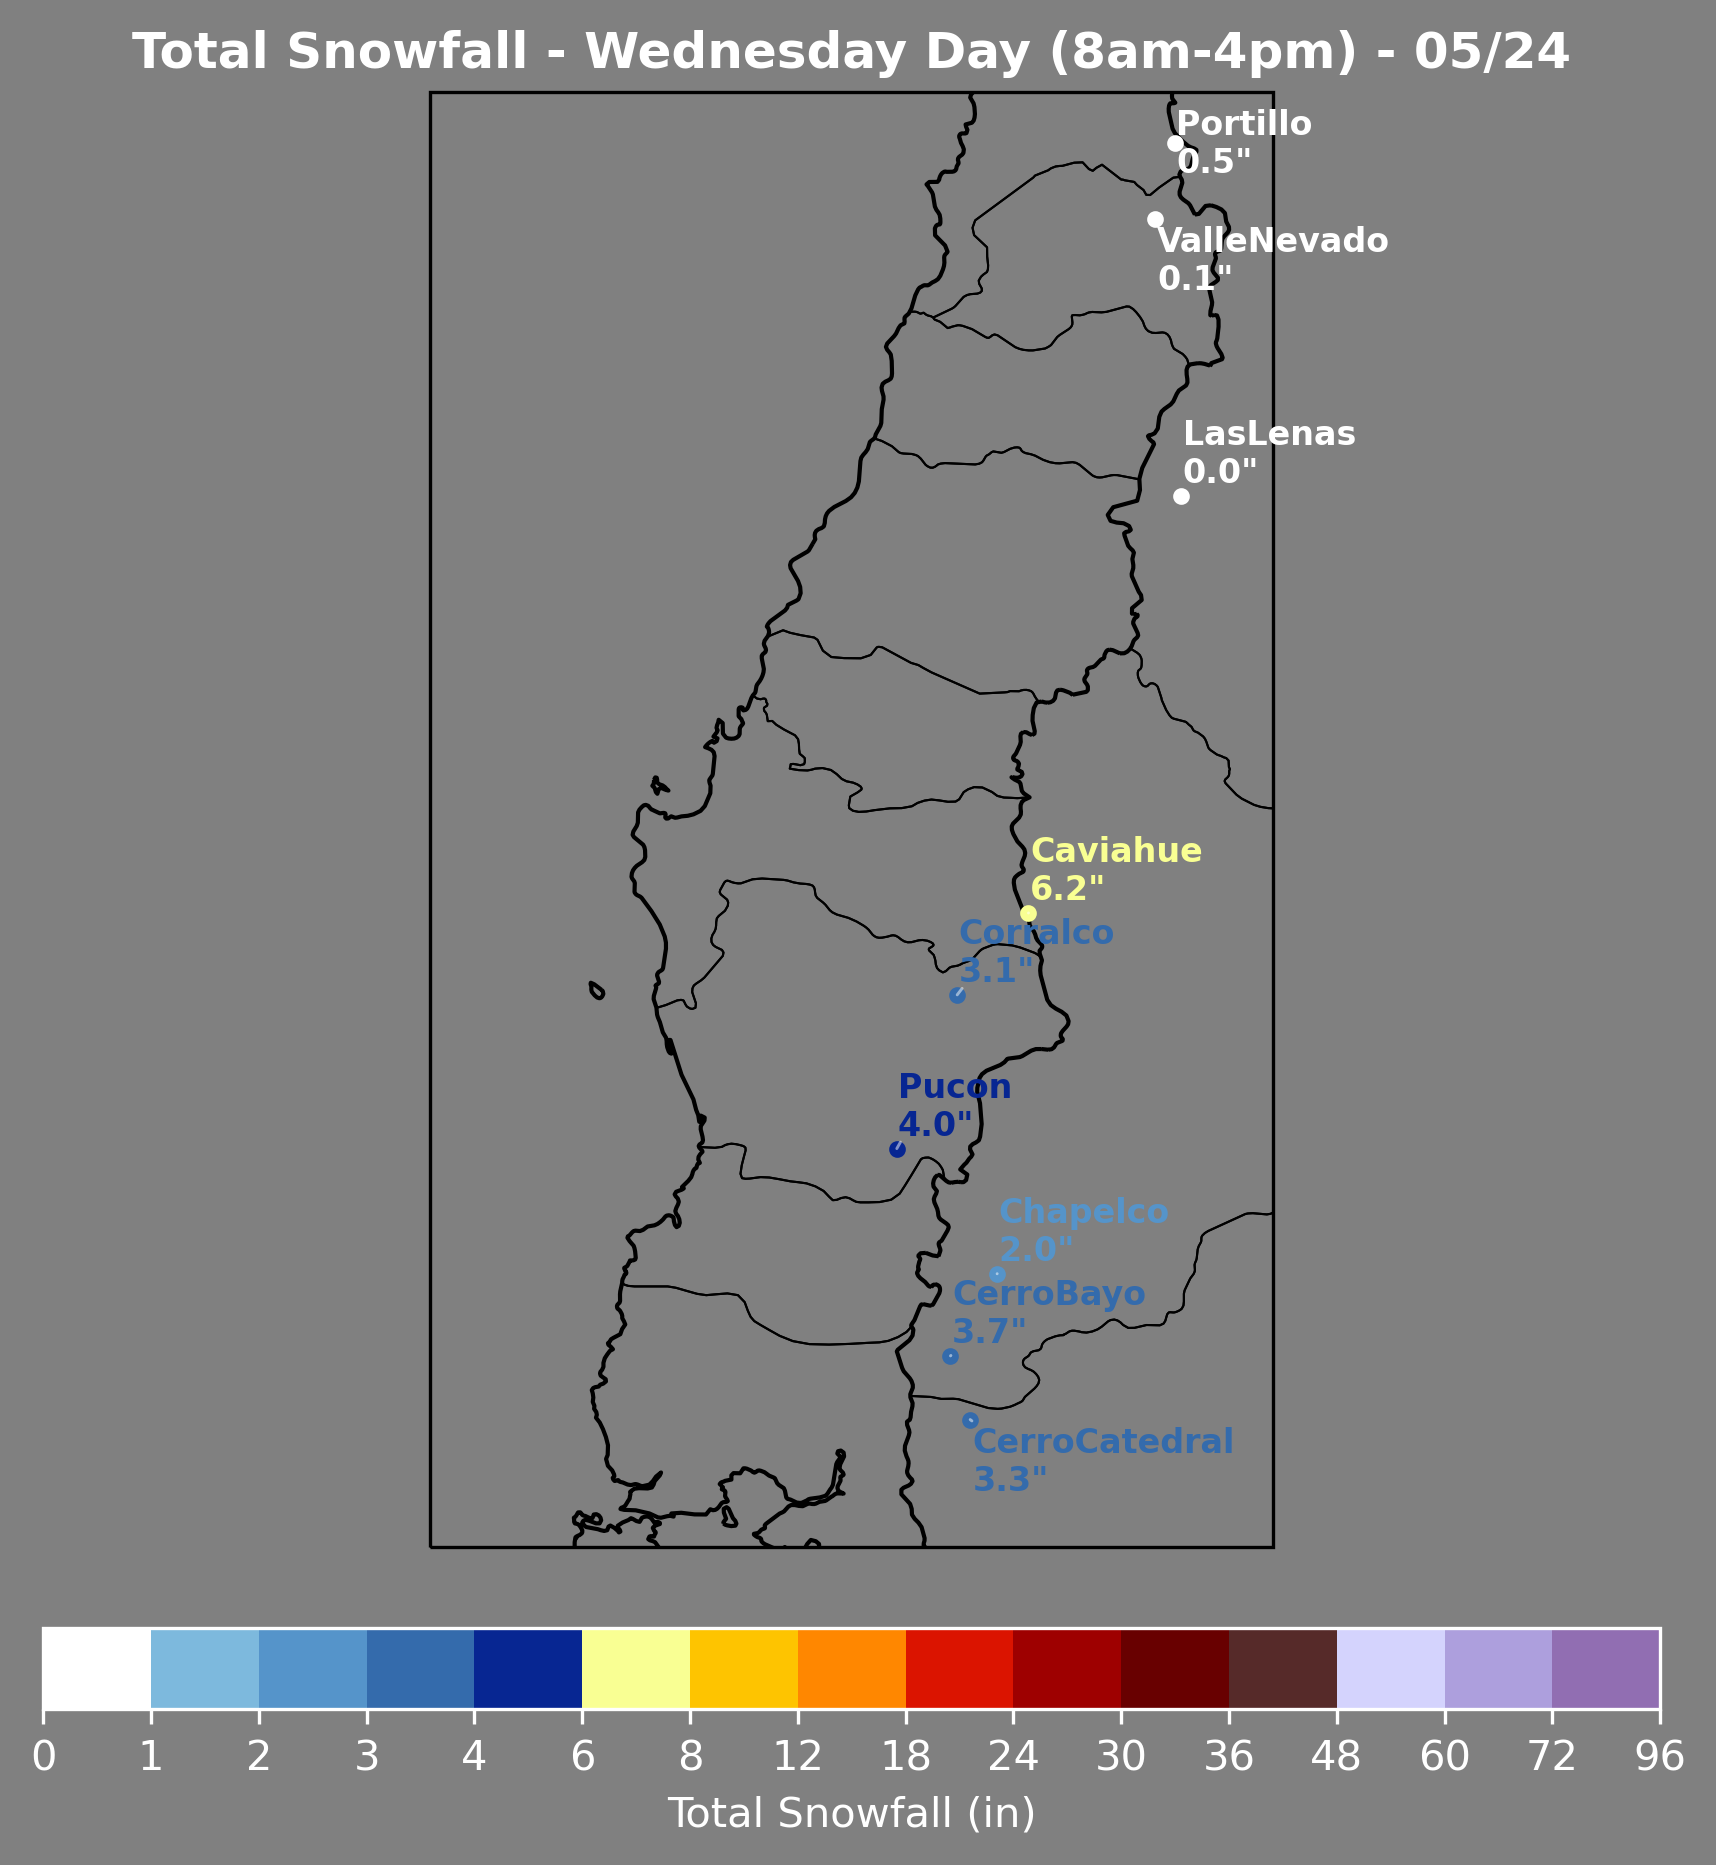 Total Snowfall - Wednesday Day (8am-4pm) - 05/24
Portillo
0.5"
ValleNevado
0.1"
LasLenas
0.0"
Caviahue
6.2"
Corralco
3.1"
Pucon
4.0"
Chapelco
2.0"
CerroBayo
3.7"
CerroCatedral
3.3"
0 1 2 3 4 6 8 12 18 24 30 36 48 60 72 96
Total Snowfall (in)